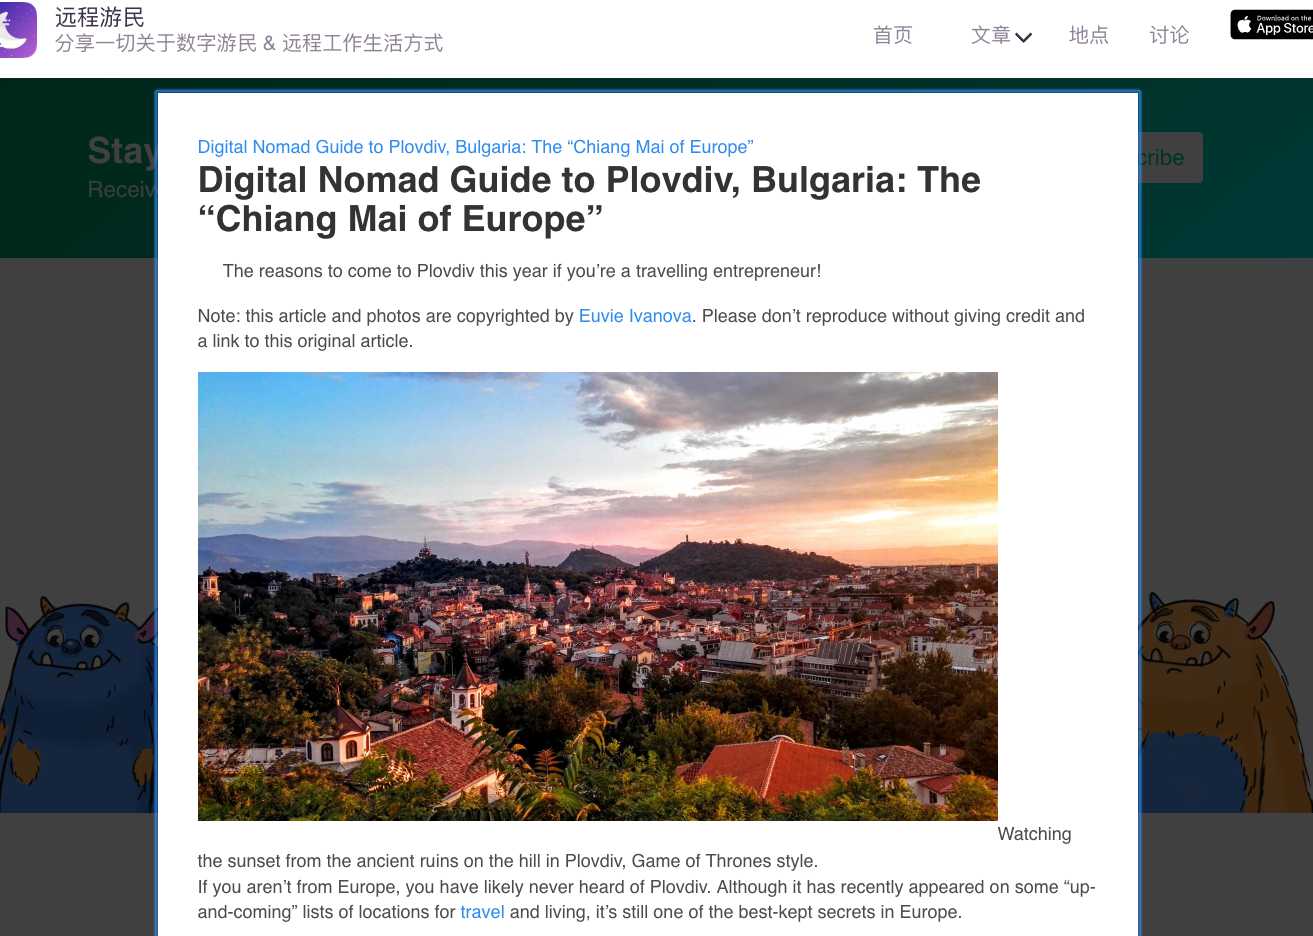 远程游民
分享一切关于数字游民 & 远程工作生活方式
首页
文章
地点
讨论
Download on the
App Store
Stay
Digital Nomad Guide to Plovdiv, Bulgaria: The “Chiang Mai of Europe”
Digital Nomad Guide to Plovdiv, Bulgaria: The
“Chiang Mai of Europe”
The reasons to come to Plovdiv this year if you’re a travelling entrepreneur!
Note: this article and photos are copyrighted by Euvie Ivanova. Please don’t reproduce without giving credit and
a link to this original article.
Watching
the sunset from the ancient ruins on the hill in Plovdiv, Game of Thrones style.
If you aren’t from Europe, you have likely never heard of Plovdiv. Although it has recently appeared on some “up-
and-coming” lists of locations for travel and living, it’s still one of the best-kept secrets in Europe.